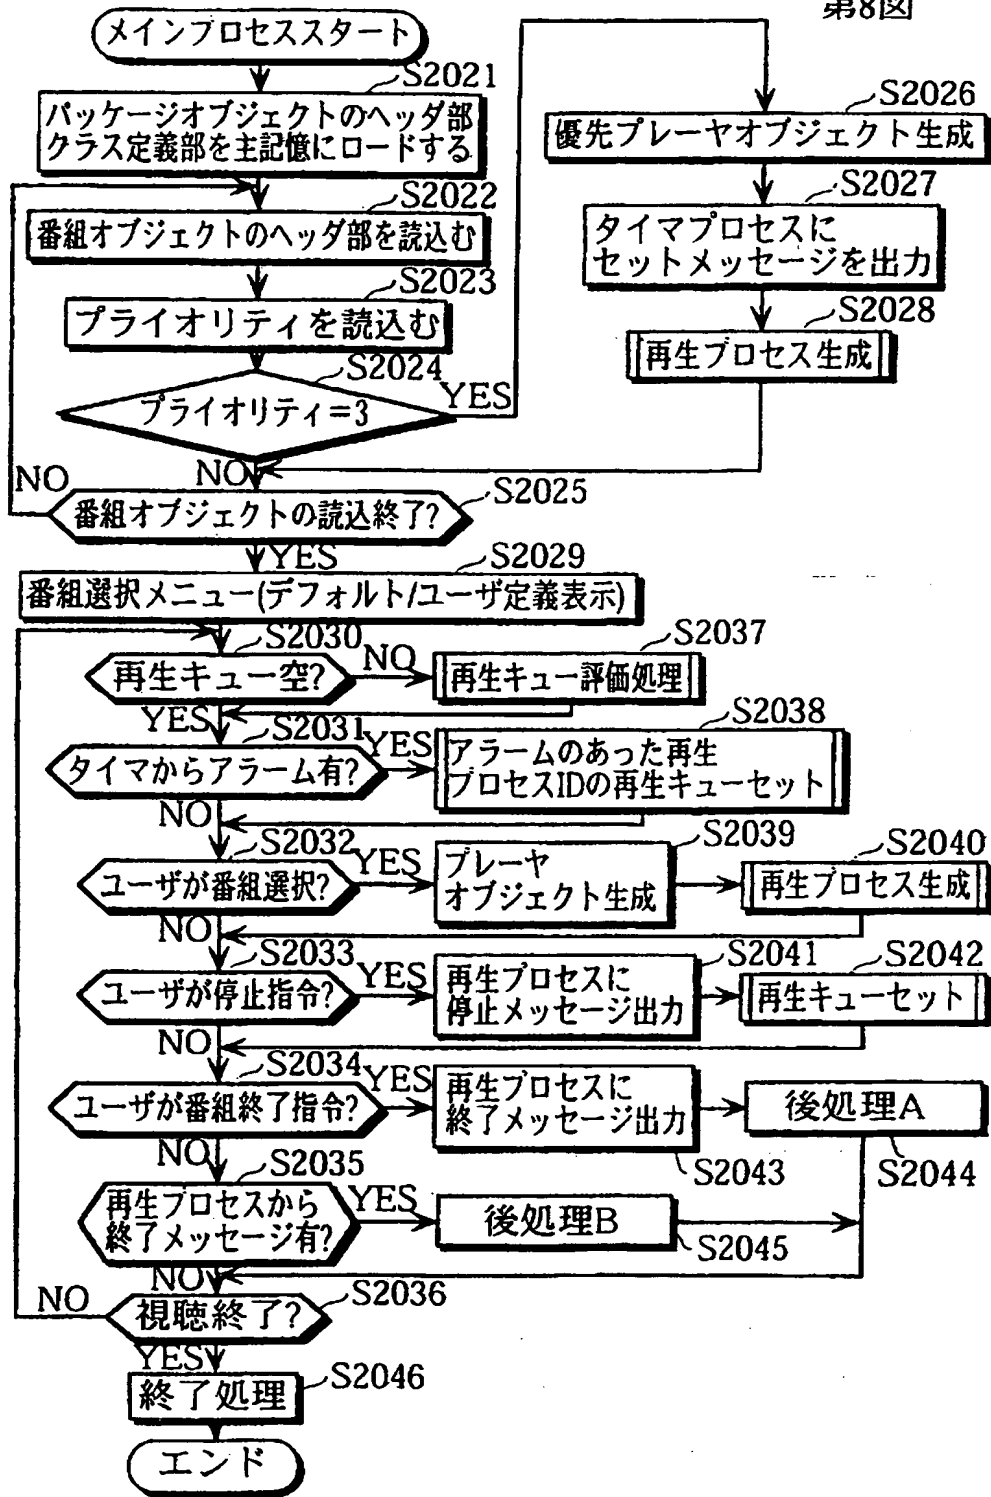 第8図
メインプロセススタート
S2021
パッケージオブジェクトのヘッダ部
クラス定義部を主記憶にロードする
S2022
番組オブジェクトのヘッダ部を読込む
S2023
プライオリティを読込む
S2024
プライオリティ=3
YES
NO
S2026
優先プレーヤオブジェクト生成
S2027
タイマプロセスに
セットメッセージを出力
S2028
再生プロセス生成
NO
S2025
番組オブジェクトの読込終了?
YES
S2029
番組選択メニュー(デフォルト/ユーザ定義表示)
S2030
再生キュー空?
NO
S2037
再生キュー評価処理
YES
S2031
タイマからアラーム有?
YES
S2038
アラームのあった再生
プロセスIDの再生キューセット
NO
S2032
ユーザが番組選択?
YES
S2039
プレーヤ
オブジェクト生成
S2040
再生プロセス生成
NO
S2033
ユーザが停止指令?
YES
S2041
再生プロセスに
停止メッセージ出力
S2042
再生キューセット
NO
S2034
ユーザが番組終了指令?
YES
再生プロセスに
終了メッセージ出力
S2043
後処理A
S2044
NO
S2035
再生プロセスから
終了メッセージ有?
YES
後処理B
S2045
NO
NO
S2036
視聴終了?
YES
S2046
終了処理
エンド